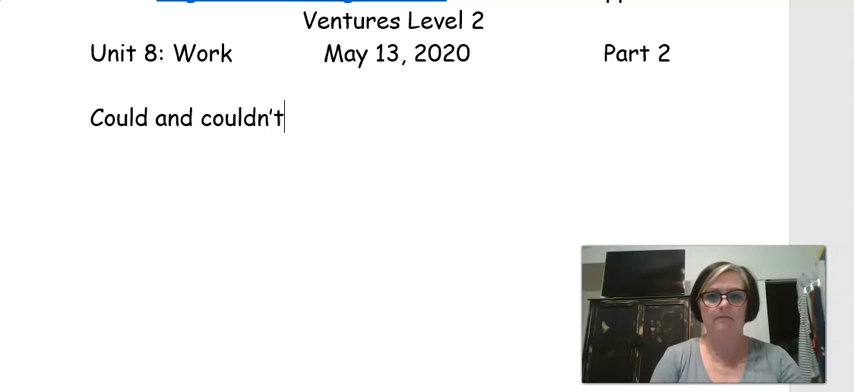 Ventures Level 2
Unit 8: Work May 13, 2020 Part 2
Could and couldn't